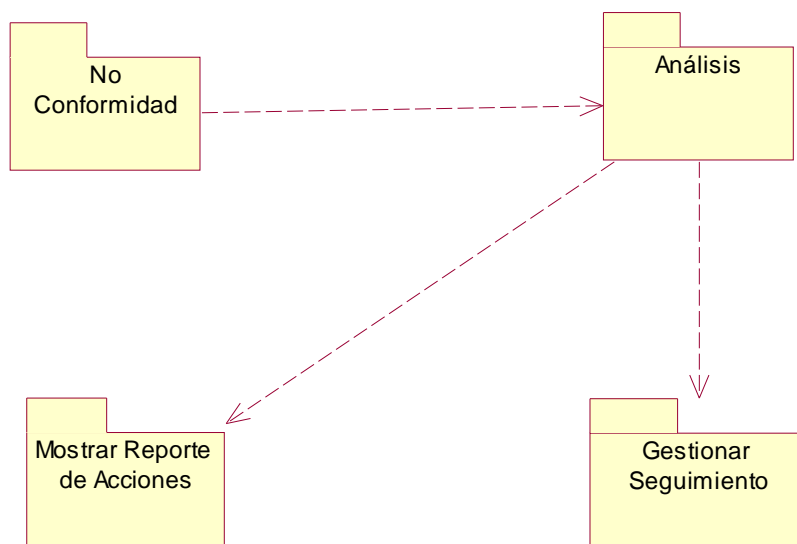 No
Conformidad
Análisis
Mostrar Reporte
de Acciones
Gestionar
Seguimiento